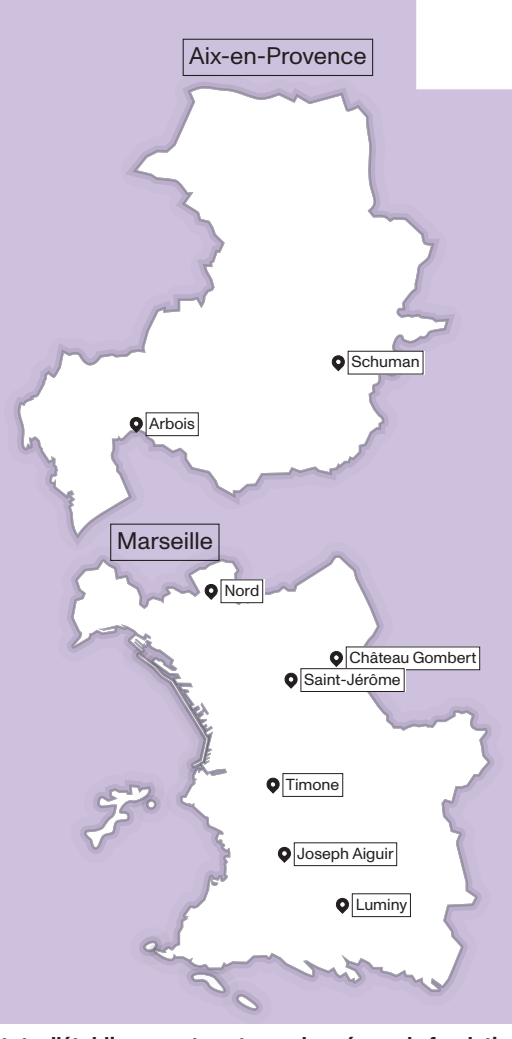 Aix-en-Provence
Schuman
Arbois
Marseille
Nord
Château Gombert
Saint-Jérôme
Timone
Joseph Aiguir
Luminy